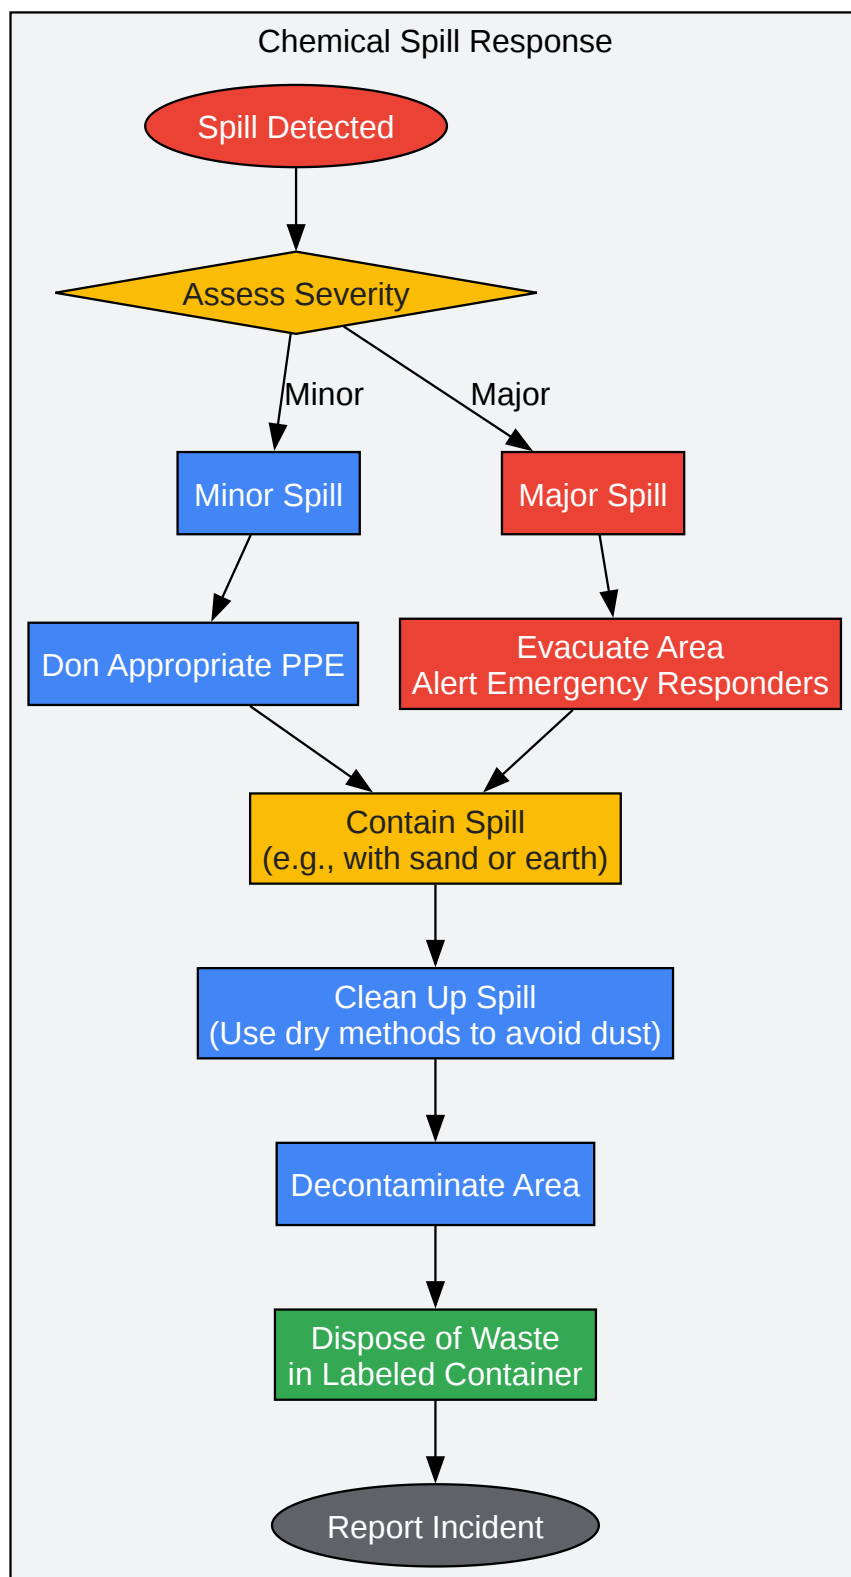 Chemical Spill Response
Spill Detected
Assess Severity
Minor
Major
Minor Spill
Major Spill
Don Appropriate PPE
Evacuate Area
Alert Emergency Responders
Contain Spill
(e.g., with sand or earth)
Clean Up Spill
(Use dry methods to avoid dust)
Decontaminate Area
Dispose of Waste
in Labeled Container
Report Incident